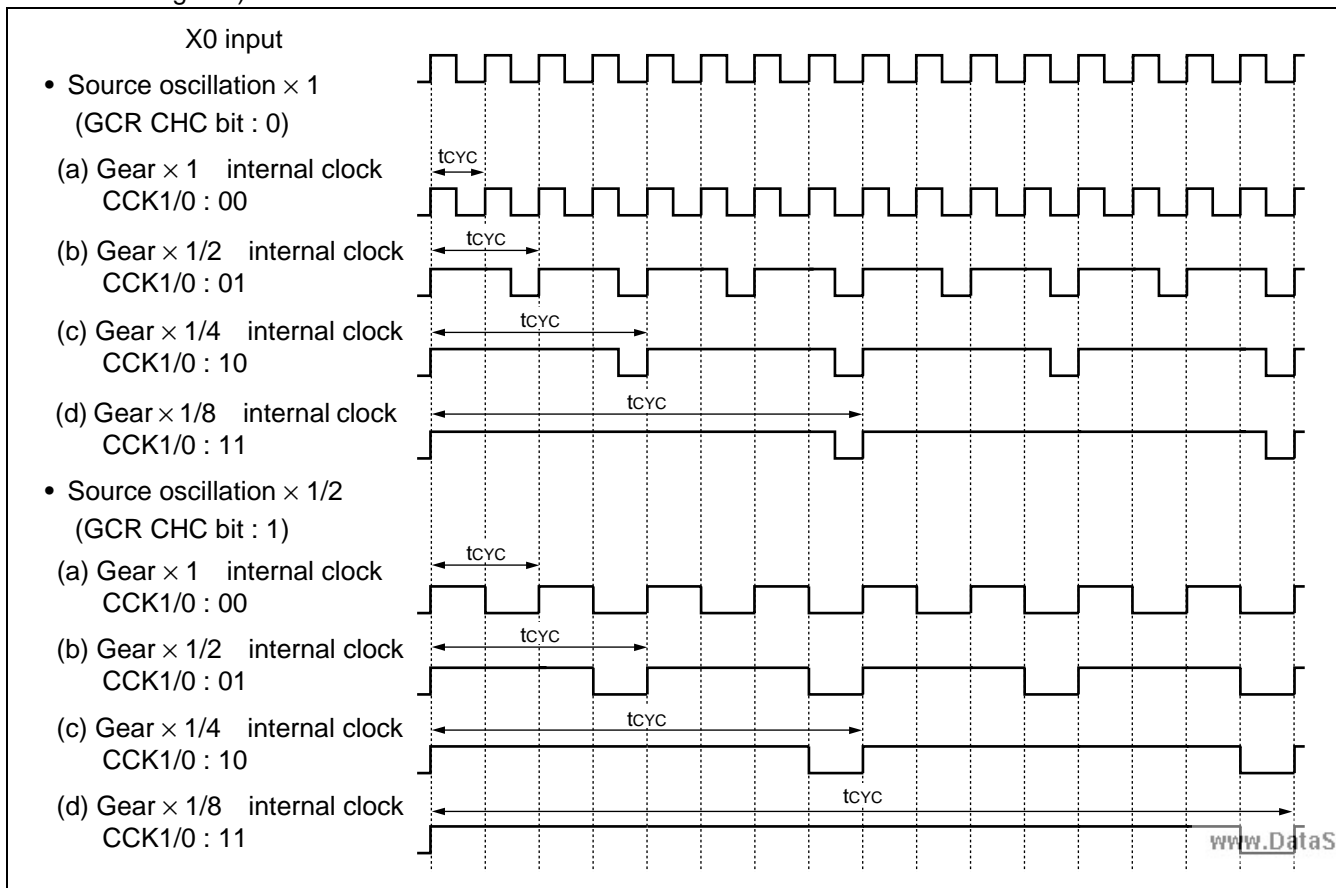 X0 input
• Source oscillation × 1
(GCR CHC bit : 0)
(a) Gear × 1 internal clock
CCK1/0 : 00
tCYC
(b) Gear × 1/2 internal clock
CCK1/0 : 01
tCYC
(c) Gear × 1/4 internal clock
CCK1/0 : 10
tCYC
(d) Gear × 1/8 internal clock
CCK1/0 : 11
tCYC
• Source oscillation × 1/2
(GCR CHC bit : 1)
(a) Gear × 1 internal clock
CCK1/0 : 00
tCYC
(b) Gear × 1/2 internal clock
CCK1/0 : 01
tCYC
(c) Gear × 1/4 internal clock
CCK1/0 : 10
tCYC
(d) Gear × 1/8 internal clock
CCK1/0 : 11
tCYC
www.DataS